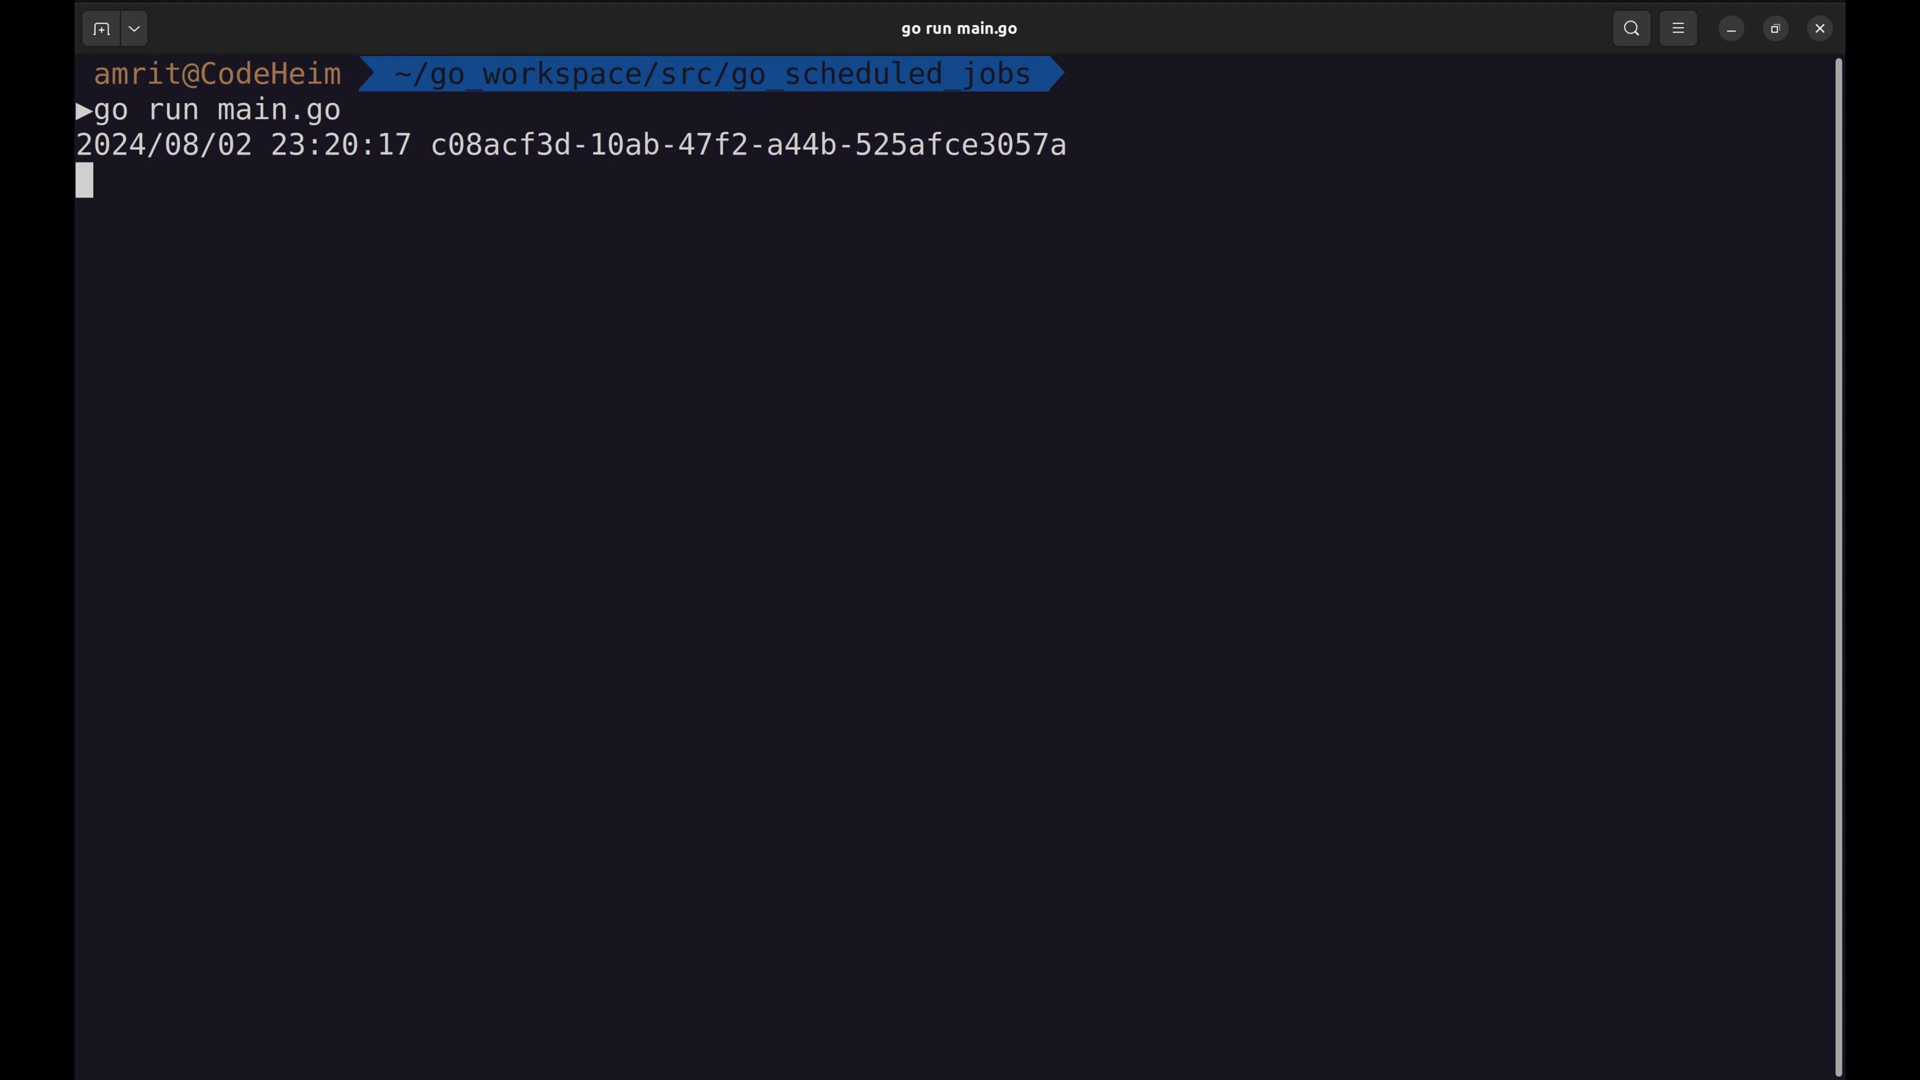 go run main.go
amrit@CodeHeim ~/go_workspace/src/go_scheduled_jobs
▶go run main.go
2024/08/02 23:20:17 c08acf3d-10ab-47f2-a44b-525afce3057a